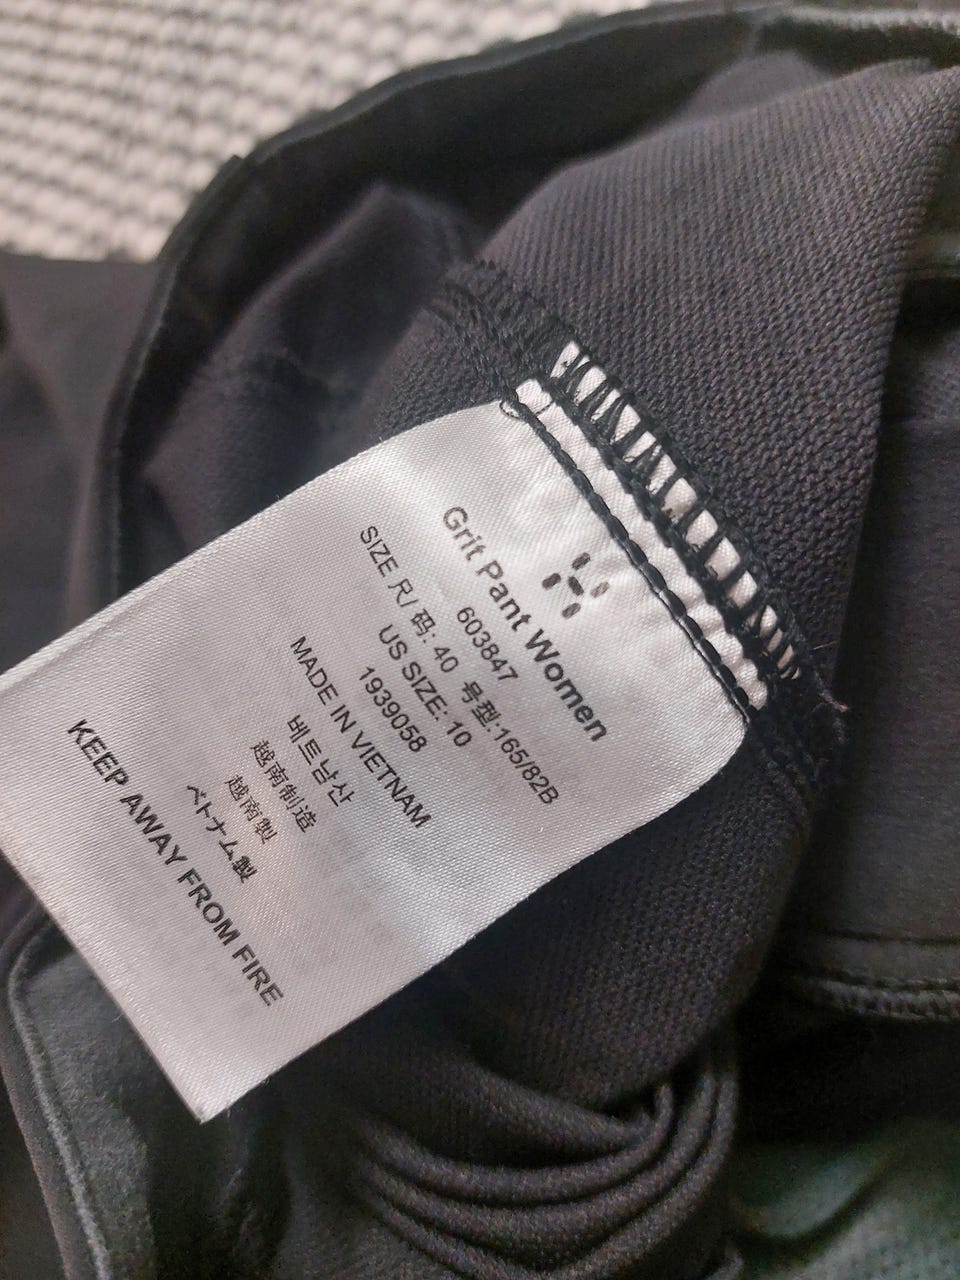 Grit Pant Women
603847
SIZE R/ 码: 40 号型:165/82B
US SIZE: 10
1939058
MADE IN VIETNAM
베트남산
越南制造
越南製
ベトナム製
KEEP AWAY FROM FIRE